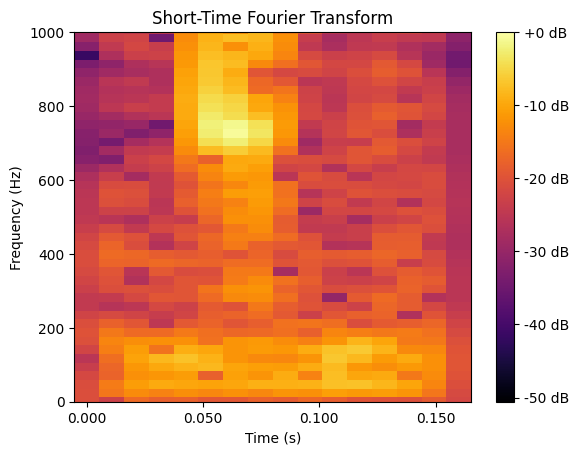 Short-Time Fourier Transform
1000
800
600
400
200
0
Frequency (Hz)
0.000
0.050
0.100
0.150
Time (s)
+0 dB
-10 dB
-20 dB
-30 dB
-40 dB
-50 dB